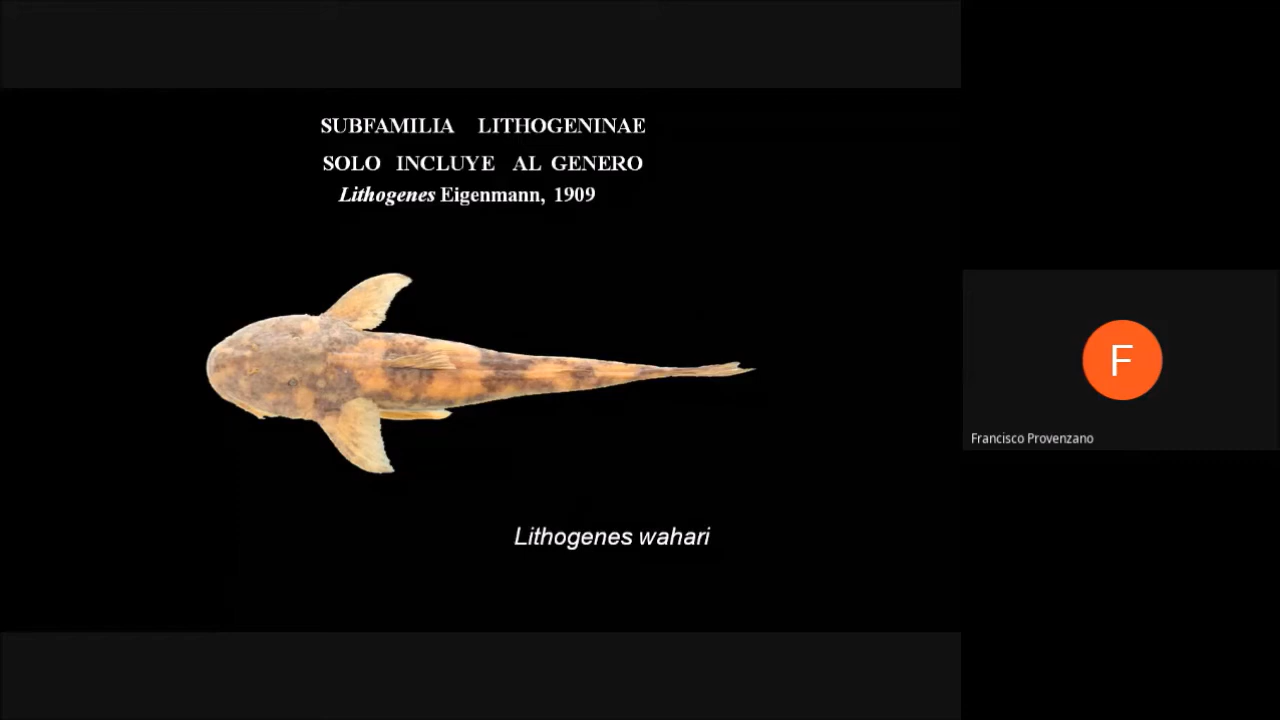 SUBFAMILIA LITHOGENINAE
SOLO INCLUYE AL GENERO
Lithogenes Eigenmann, 1909
Lithogenes wahari
F
Francisco Provenzano